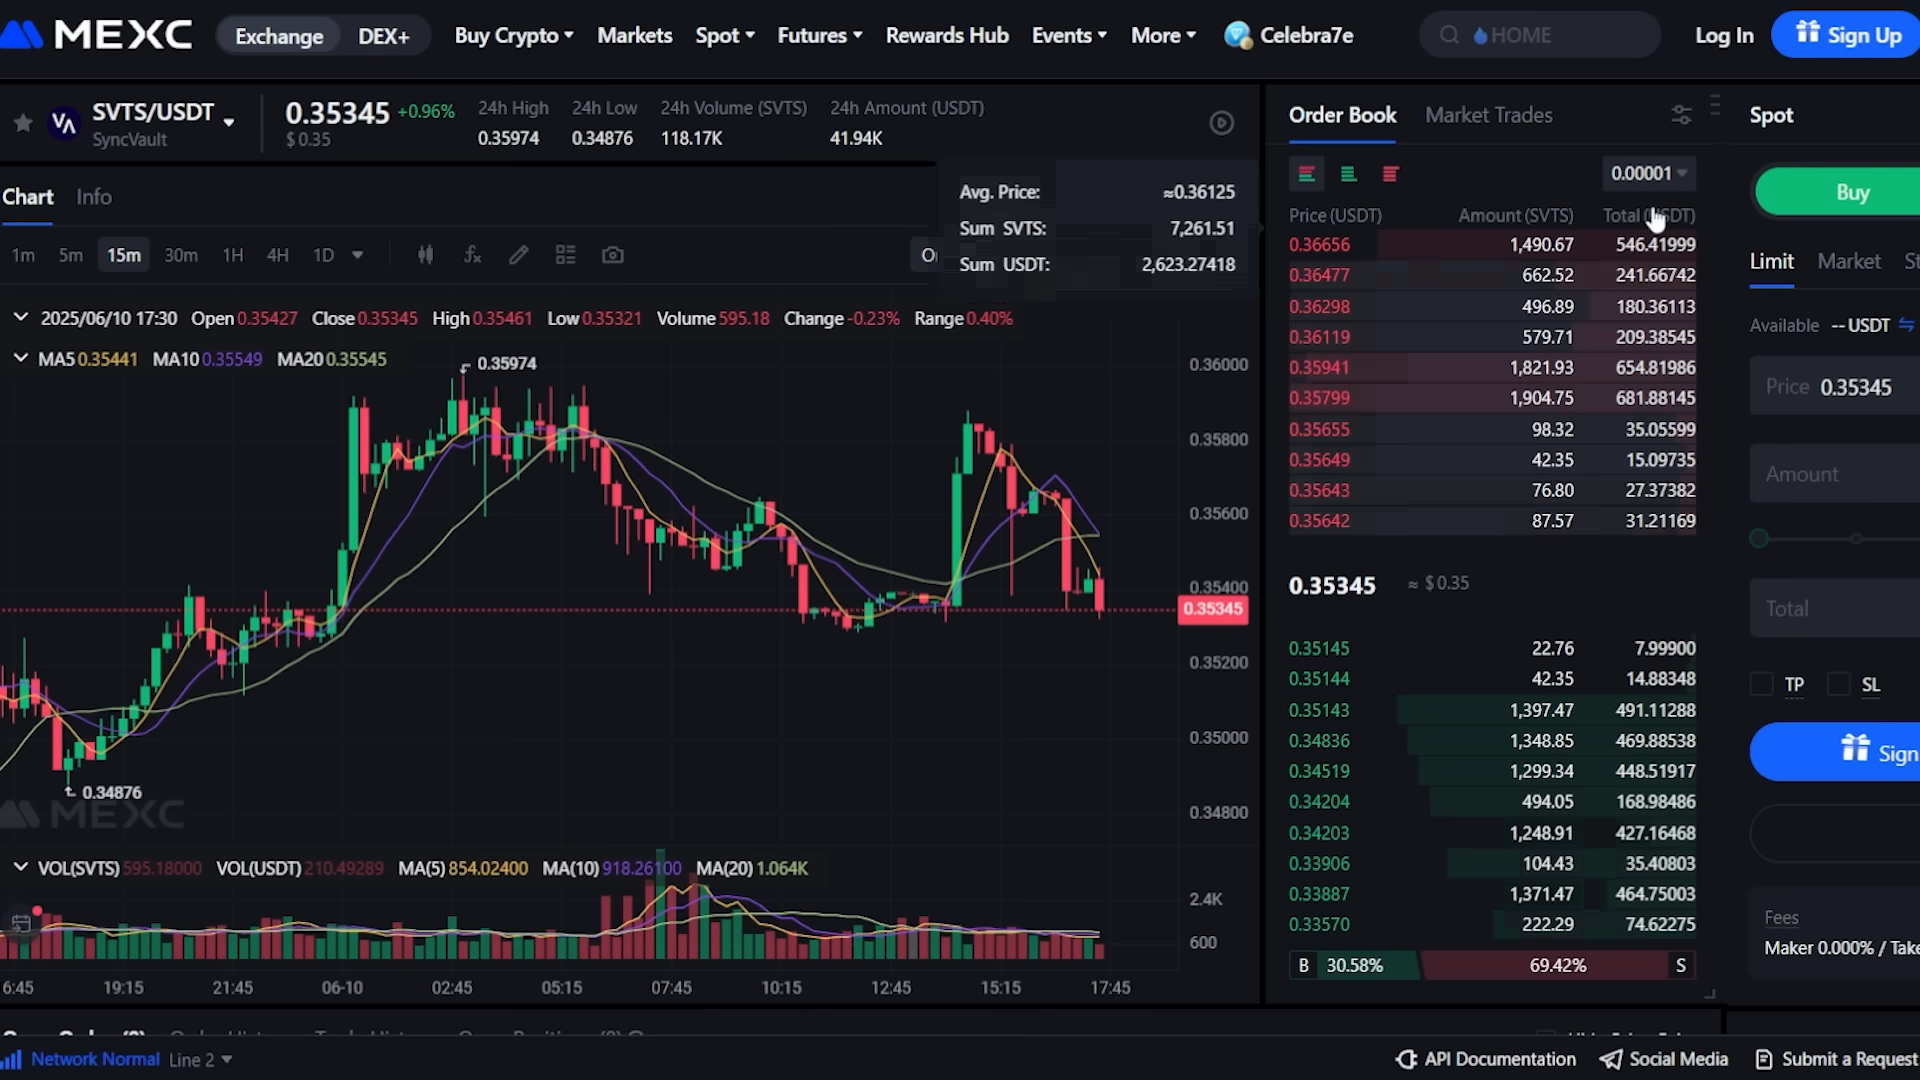 MEXC Exchange DEX+ Buy Crypto Markets Spot Futures Rewards Hub Events More Celebra7e HOME Log In Sign Up
SVTS/USDT
SyncVault
0.35345 +0.96%
$ 0.35
24h High 24h Low 24h Volume (SVTS) 24h Amount (USDT)
0.35974 0.34876 118.17K 41.94K
Chart Info
1m 5m 15m 30m 1H 4H 1D
Avg. Price: ≈0.36125
Sum SVTS: 7,261.51
Sum USDT: 2,623.27418
2025/06/10 17:30 Open 0.35427 Close 0.35345 High 0.35461 Low 0.35321 Volume 595.18 Change -0.23% Range 0.40%
MA5 0.35441 MA10 0.35549 MA20 0.35545
0.35974
0.34876
MEXC
0.36000
0.35800
0.35600
0.35400
0.35345
0.35200
0.35000
0.34800
VOL(SVTS) 595.18000 VOL(USDT) 210.49289 MA(5) 854.02400 MA(10) 918.26100 MA(20) 1.064K
2.4K
600
6:45 19:15 21:45 06-10 02:45 05:15 07:45 10:15 12:45 15:15 17:45
Order Book Market Trades
0.00001
Price (USDT) Amount (SVTS) Total (USDT)
0.36656 1,490.67 546.41999
0.36477 662.52 241.66742
0.36298 496.89 180.36113
0.36119 579.71 209.38545
0.35941 1,821.93 654.81986
0.35799 1,904.75 681.88145
0.35655 98.32 35.05599
0.35649 42.35 15.09735
0.35643 76.80 27.37382
0.35642 87.57 31.21169
0.35345 ≈ $ 0.35
0.35145 22.76 7.99900
0.35144 42.35 14.88348
0.35143 1,397.47 491.11288
0.34836 1,348.85 469.88538
0.34519 1,299.34 448.51917
0.34204 494.05 168.98486
0.34203 1,248.91 427.16468
0.33906 104.43 35.40803
0.33887 1,371.47 464.75003
0.33570 222.29 74.62275
B 30.58% 69.42% S
Spot
Buy
Limit Market St
Available -- USDT
Price 0.35345
Amount
Total
TP SL
Sign
Fees
Maker 0.000% / Take
Network Normal Line 2
API Documentation Social Media Submit a Request